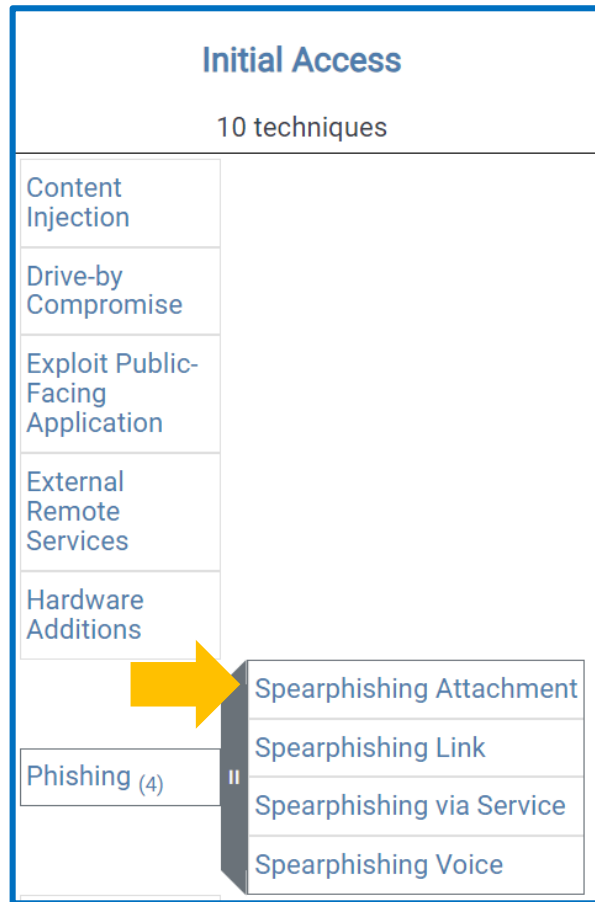 Initial Access
10 techniques
Content
Injection
Drive-by
Compromise
Exploit Public-
Facing
Application
External
Remote
Services
Hardware
Additions
Phishing (4)
Spearphishing Attachment
Spearphishing Link
Spearphishing via Service
Spearphishing Voice